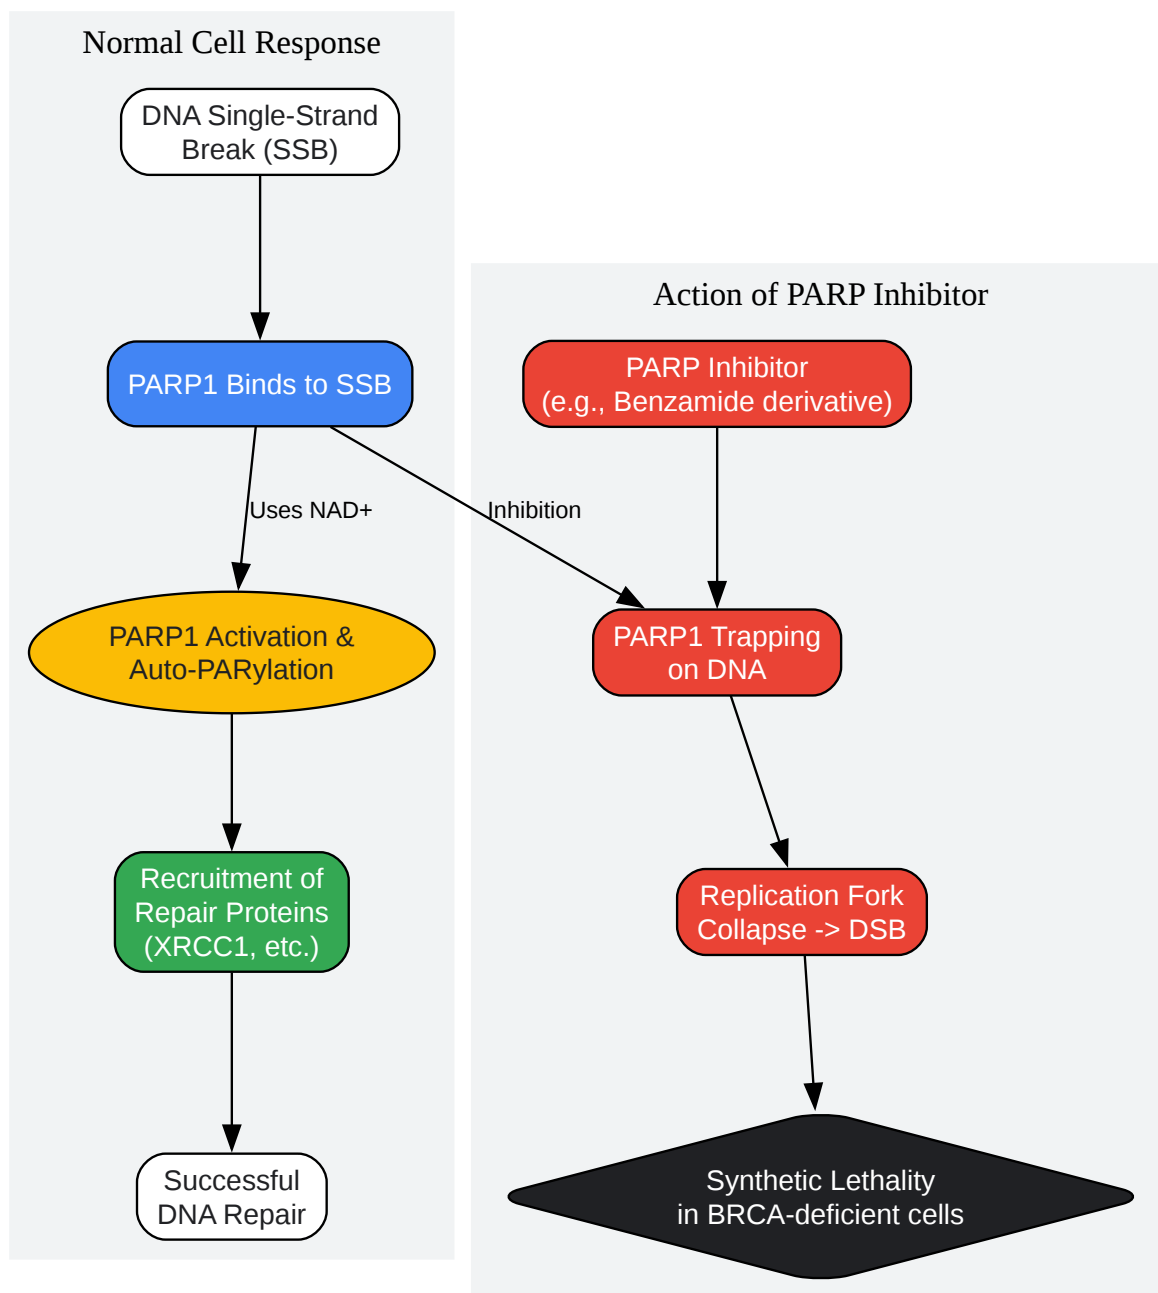 Normal Cell Response
DNA Single-Strand
Break (SSB)
PARP1 Binds to SSB
Uses NAD+
PARP1 Activation &
Auto-PARylation
Recruitment of
Repair Proteins
(XRCC1, etc.)
Successful
DNA Repair
Action of PARP Inhibitor
PARP Inhibitor
(e.g., Benzamide derivative)
Inhibition
PARP1 Trapping
on DNA
Replication Fork
Collapse -> DSB
Synthetic Lethality
in BRCA-deficient cells